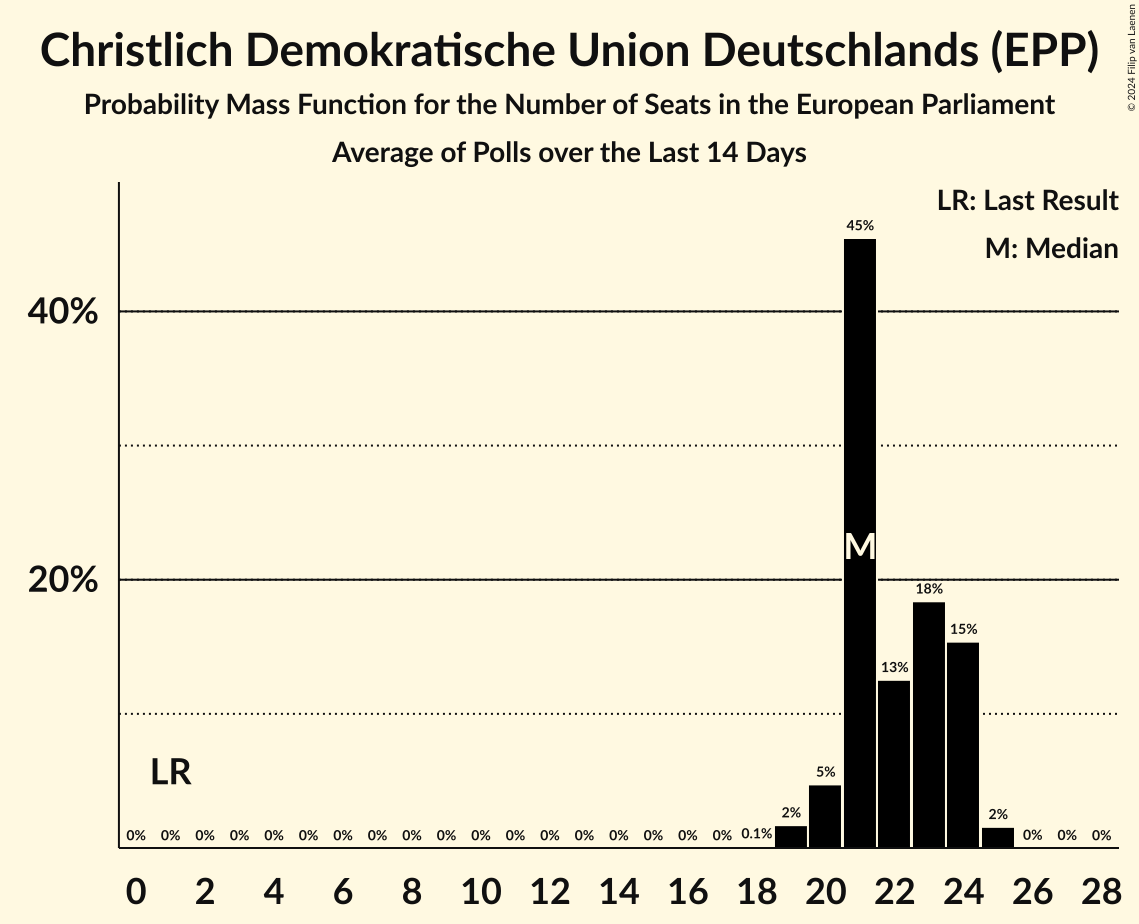 Christlich Demokratische Union Deutschlands (EPP)
Probability Mass Function for the Number of Seats in the European Parliament
Average of Polls over the Last 14 Days
© 2024 Filip van Laenen
LR: Last Result
M: Median
45%
40%
M
20%
18%
15%
13%
LR
5%
2%
2%
0% 0% 0% 0% 0% 0% 0% 0% 0% 0% 0% 0% 0% 0% 0% 0% 0% 0% 0.1% 0% 0% 0%
0 2 4 6 8 10 12 14 16 18 20 22 24 26 28